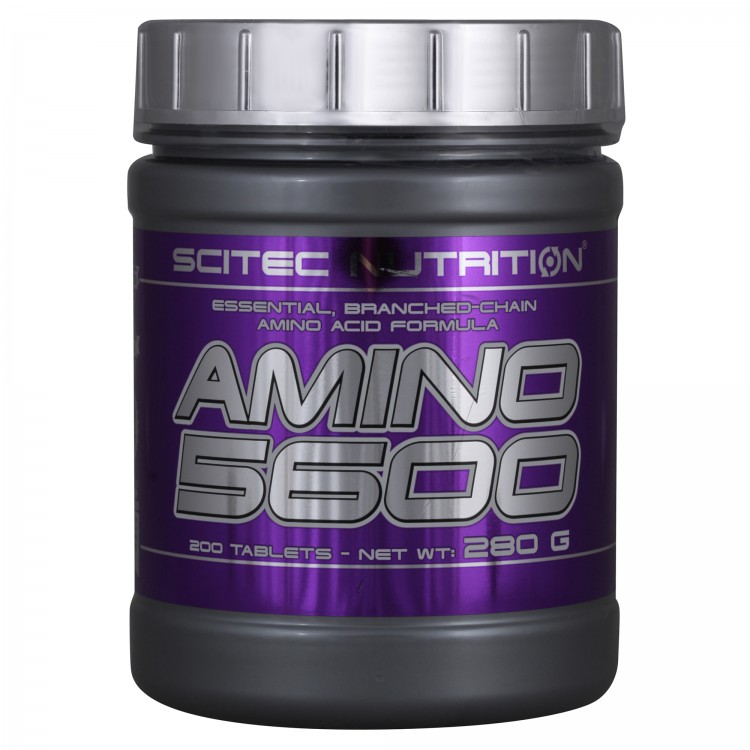 SCITEC NUTRITION®
ESSENTIAL, BRANCHED-CHAIN
AMINO ACID FORMULA
AMINO
5600
200 TABLETS - NET WT: 280 G